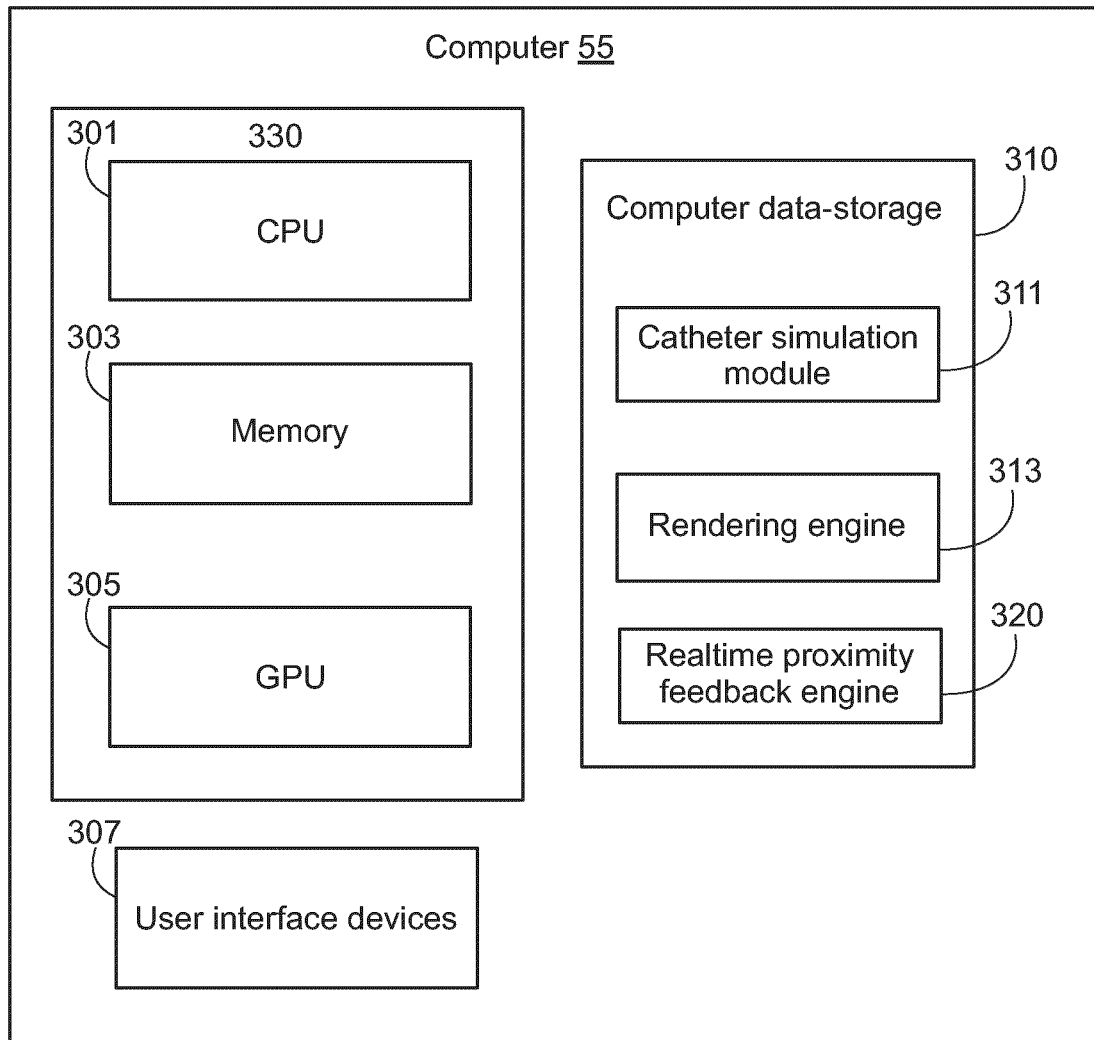 Computer 55
301
330
CPU
303
Memory
305
GPU
307
User interface devices
310
Computer data-storage
311
Catheter simulation
module
313
Rendering engine
320
Realtime proximity
feedback engine